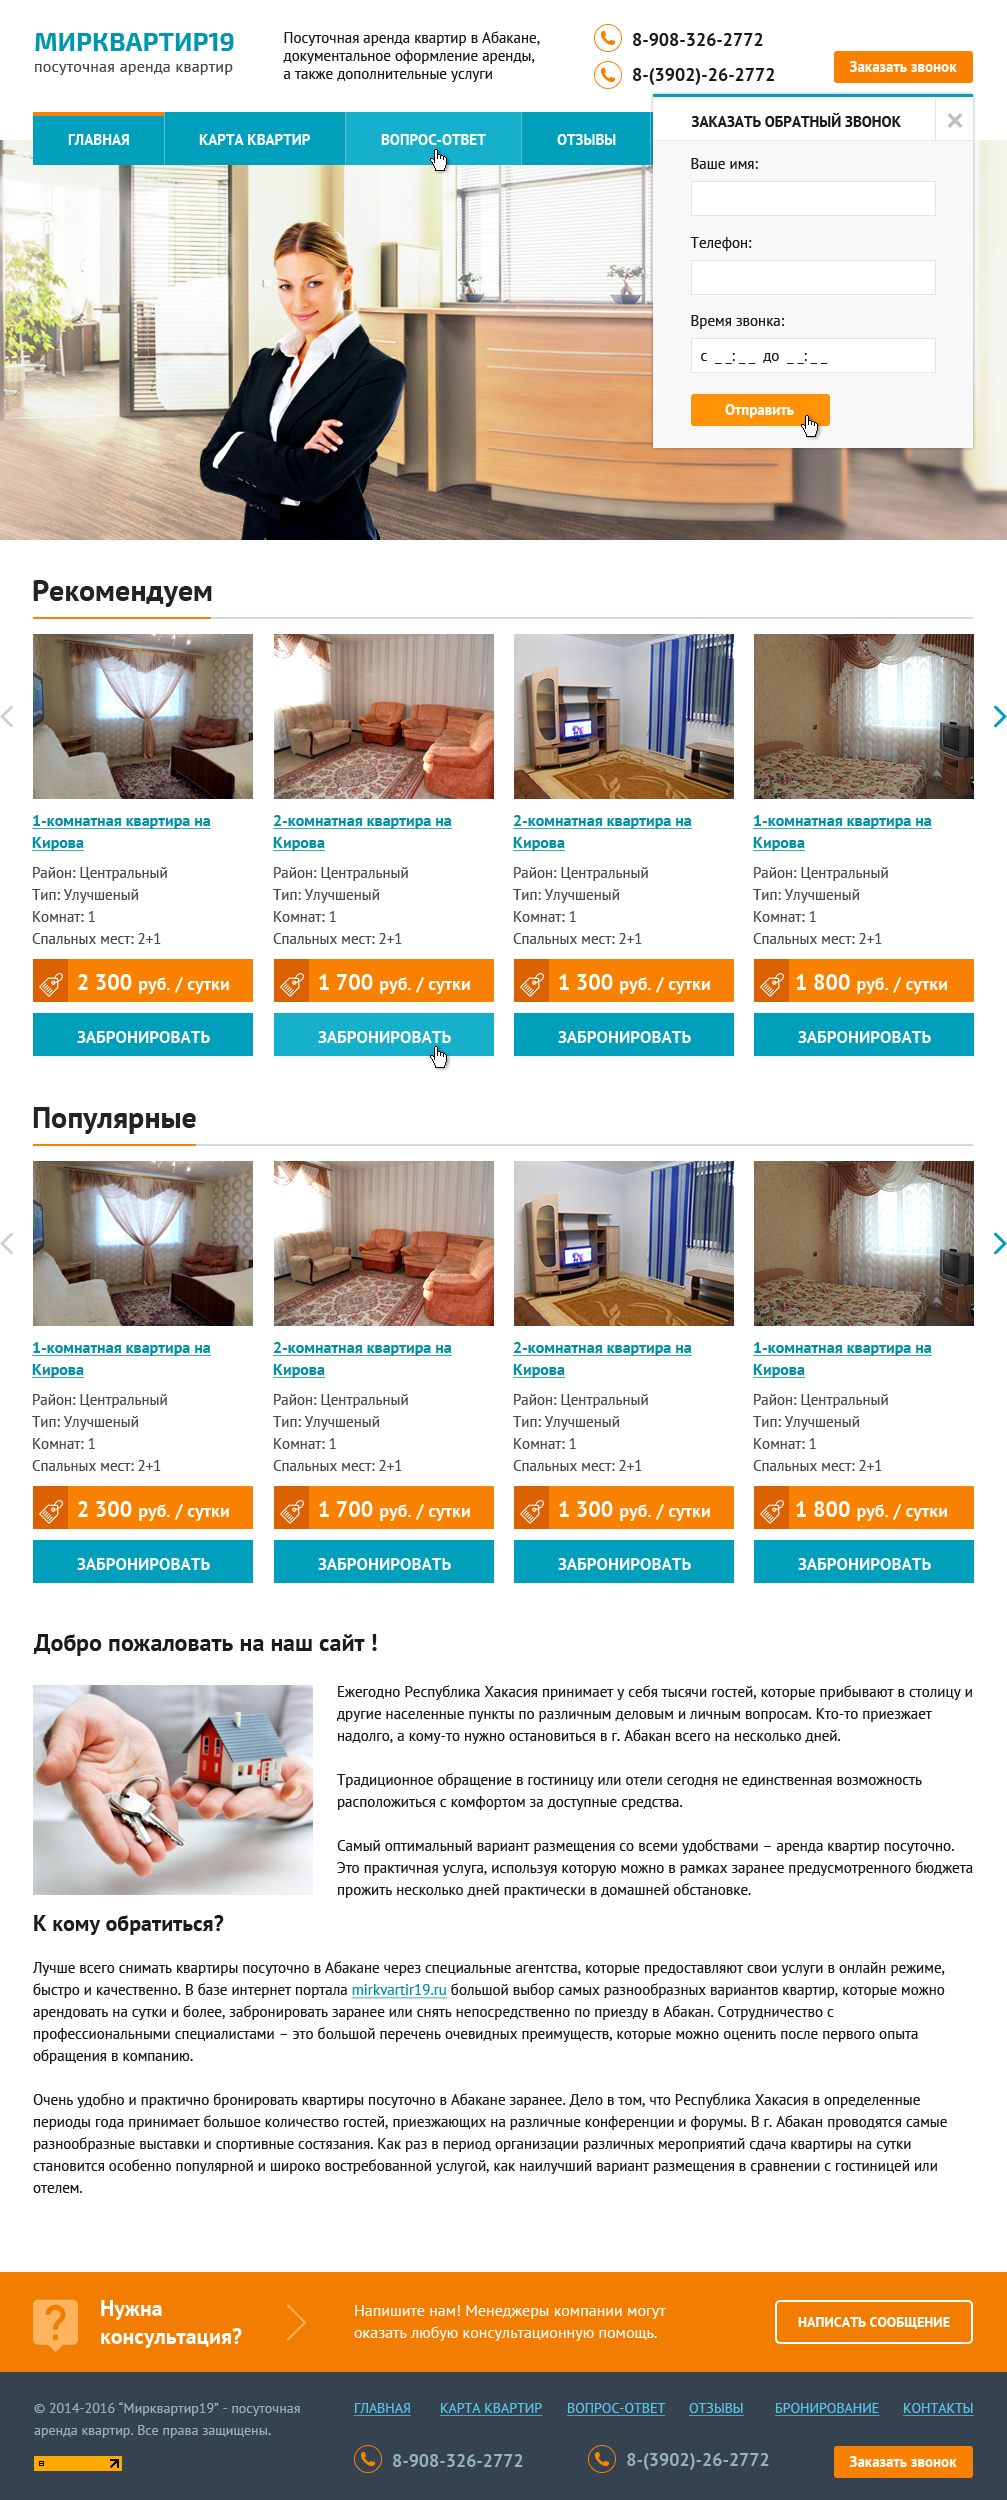 МИРКВАРТИР19
посуточная аренда квартир
Посуточная аренда квартир в Абакане,
документальное оформление аренды,
а также дополнительные услуги
8-908-326-2772
8-(3902)-26-2772
Заказать звонок
ГЛАВНАЯ
КАРТА КВАРТИР
ВОПРОС-ОТВЕТ
ОТЗЫВЫ
ЗАКАЗАТЬ ОБРАТНЫЙ ЗВОНОК
Ваше имя:
Телефон:
Время звонка:
с _ _: _ _ до _ _: _ _
Отправить
Рекомендуем
1-комнатная квартира на
Кирова
Район: Центральный
Тип: Улучшеный
Комнат: 1
Спальных мест: 2+1
2 300 руб. / сутки
ЗАБРОНИРОВАТЬ
2-комнатная квартира на
Кирова
Район: Центральный
Тип: Улучшеный
Комнат: 1
Спальных мест: 2+1
1 700 руб. / сутки
ЗАБРОНИРОВАТЬ
2-комнатная квартира на
Кирова
Район: Центральный
Тип: Улучшеный
Комнат: 1
Спальных мест: 2+1
1 300 руб. / сутки
ЗАБРОНИРОВАТЬ
1-комнатная квартира на
Кирова
Район: Центральный
Тип: Улучшеный
Комнат: 1
Спальных мест: 2+1
1 800 руб. / сутки
ЗАБРОНИРОВАТЬ
Популярные
1-комнатная квартира на
Кирова
Район: Центральный
Тип: Улучшеный
Комнат: 1
Спальных мест: 2+1
2 300 руб. / сутки
ЗАБРОНИРОВАТЬ
2-комнатная квартира на
Кирова
Район: Центральный
Тип: Улучшеный
Комнат: 1
Спальных мест: 2+1
1 700 руб. / сутки
ЗАБРОНИРОВАТЬ
2-комнатная квартира на
Кирова
Район: Центральный
Тип: Улучшеный
Комнат: 1
Спальных мест: 2+1
1 300 руб. / сутки
ЗАБРОНИРОВАТЬ
1-комнатная квартира на
Кирова
Район: Центральный
Тип: Улучшеный
Комнат: 1
Спальных мест: 2+1
1 800 руб. / сутки
ЗАБРОНИРОВАТЬ
Добро пожаловать на наш сайт !
Ежегодно Республика Хакасия принимает у себя тысячи гостей, которые прибывают в столицу и
другие населенные пункты по различным деловым и личным вопросам. Кто-то приезжает
надолго, а кому-то нужно остановиться в г. Абакан всего на несколько дней.
Традиционное обращение в гостиницу или отели сегодня не единственная возможность
расположиться с комфортом за доступные средства.
Самый оптимальный вариант размещения со всеми удобствами – аренда квартир посуточно.
Это практичная услуга, используя которую можно в рамках заранее предусмотренного бюджета
прожить несколько дней практически в домашней обстановке.
К кому обратиться?
Лучше всего снимать квартиры посуточно в Абакане через специальные агентства, которые предоставляют свои услуги в онлайн режиме,
быстро и качественно. В базе интернет портала mirkvartir19.ru большой выбор самых разнообразных вариантов квартир, которые можно
арендовать на сутки и более, забронировать заранее или снять непосредственно по приезду в Абакан. Сотрудничество с
профессиональными специалистами – это большой перечень очевидных преимуществ, которые можно оценить после первого опыта
обращения в компанию.
Очень удобно и практично бронировать квартиры посуточно в Абакане заранее. Дело в том, что Республика Хакасия в определенные
периоды года принимает большое количество гостей, приезжающих на различные конференции и форумы. В г. Абакан проводятся самые
разнообразные выставки и спортивные состязания. Как раз в период организации различных мероприятий сдача квартиры на сутки
становится особенно популярной и широко востребованной услугой, как наилучший вариант размещения в сравнении с гостиницей или
отелем.
Нужна
консультация?
Напишите нам! Менеджеры компании могут
оказать любую консультационную помощь.
НАПИСАТЬ СООБЩЕНИЕ
© 2014-2016 “Мирквартир19” - посуточная
аренда квартир. Все права защищены.
ГЛАВНАЯ
КАРТА КВАРТИР
ВОПРОС-ОТВЕТ
ОТЗЫВЫ
БРОНИРОВАНИЕ
КОНТАКТЫ
8-908-326-2772
8-(3902)-26-2772
Заказать звонок